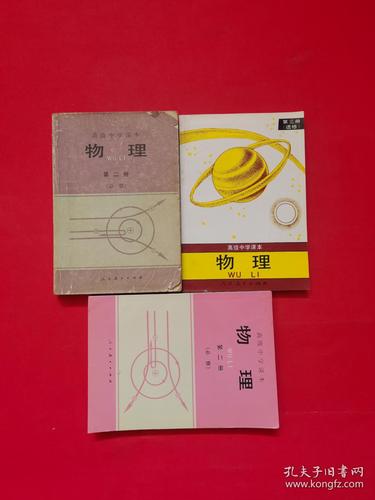 高级中学课本
物理
WU LI
第二册
(必修)
人民教育出版社
第三册
(选修)
高级中学课本
物理
WU LI
人民教育出版社
高级中学课本
物理
WU LI
第二册
(必修)
人民教育出版社
孔夫子旧书网
www.kongfz.com